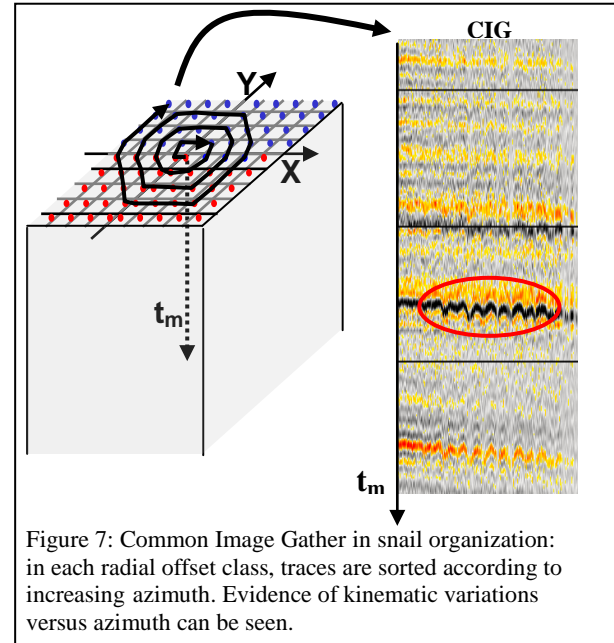 CIG
Y
X
tm
tm
Figure 7: Common Image Gather in snail organization:
in each radial offset class, traces are sorted according to
increasing azimuth. Evidence of kinematic variations
versus azimuth can be seen.